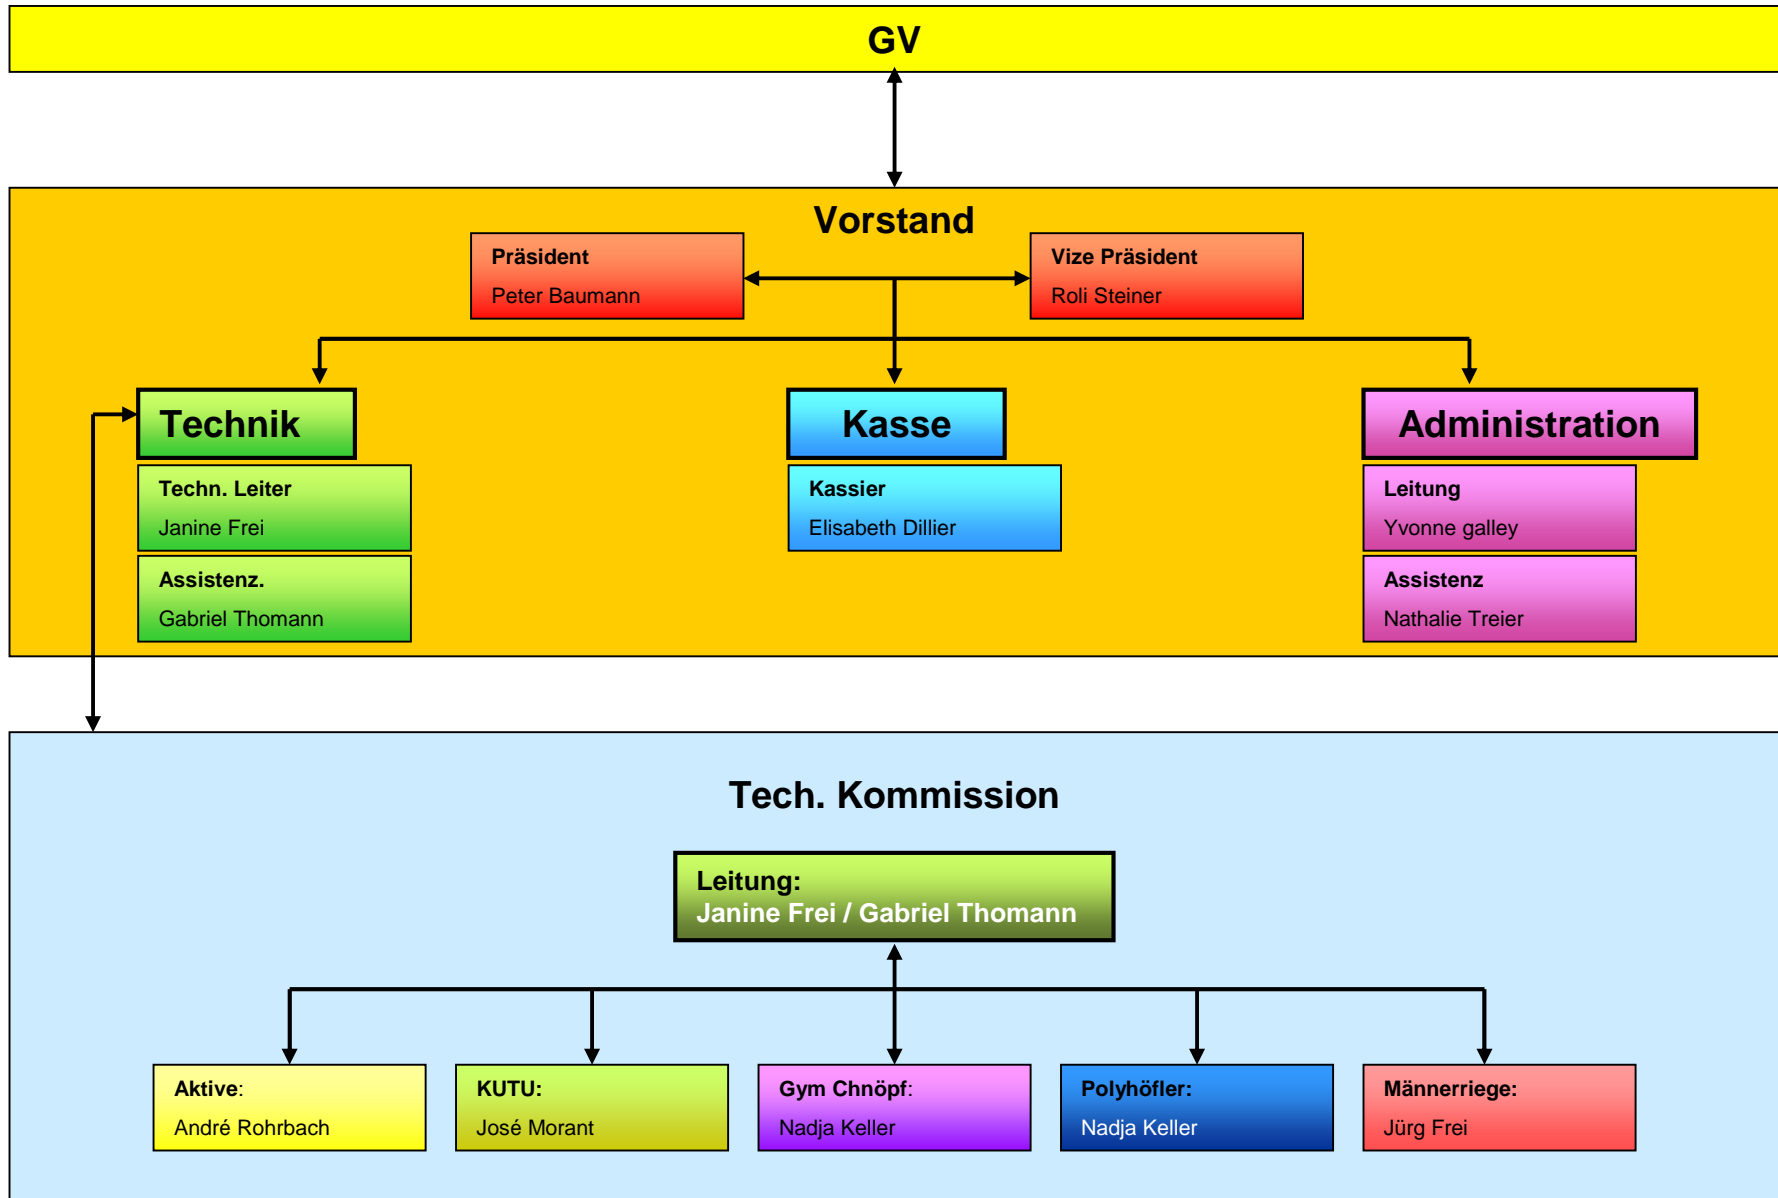 GV
Vorstand
Präsident
Peter Baumann
Vize Präsident
Roli Steiner
Technik
Kasse
Administration
Techn. Leiter
Janine Frei
Kassier
Elisabeth Dillier
Leitung
Yvonne galley
Assistenz.
Gabriel Thomann
Assistenz
Nathalie Treier
Tech. Kommission
Leitung:
Janine Frei / Gabriel Thomann
Aktive:
André Rohrbach
KUTU:
José Morant
Gym Chnöpf:
Nadja Keller
Polyhöfler:
Nadja Keller
Männerriege:
Jürg Frei